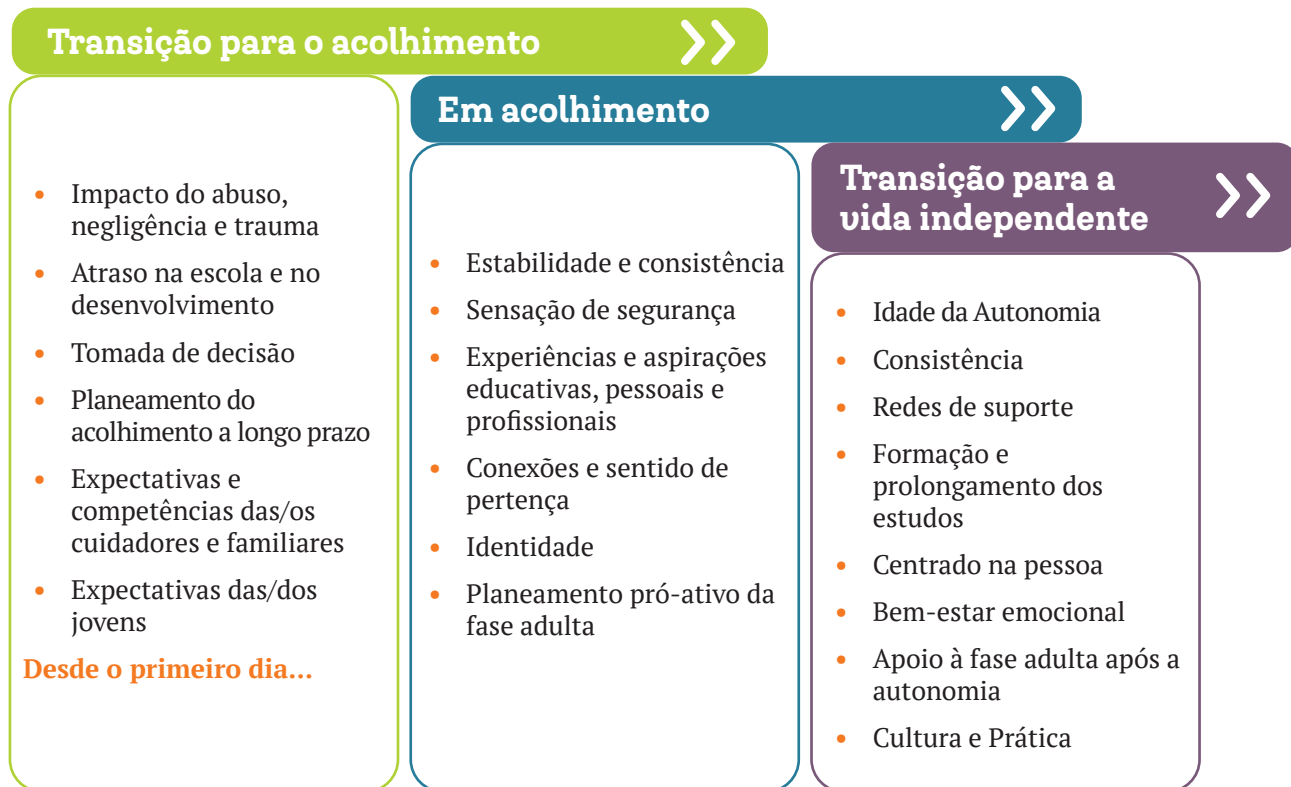 Transição para o acolhimento
• Impacto do abuso,
negligência e trauma
• Atraso na escola e no
desenvolvimento
• Tomada de decisão
• Planeamento do
acolhimento a longo prazo
• Expectativas e
competências das/os
cuidadores e familiares
• Expectativas das/dos
jovens
Desde o primeiro dia...
Em acolhimento
• Estabilidade e consistência
• Sensação de segurança
• Experiências e aspirações
educativas, pessoais e
profissionais
• Conexões e sentido de
pertença
• Identidade
• Planeamento pró-ativo da
fase adulta
Transição para a
vida independente
• Idade da Autonomia
• Consistência
• Redes de suporte
• Formação e
prolongamento dos
estudos
• Centrado na pessoa
• Bem-estar emocional
• Apoio à fase adulta após a
autonomia
• Cultura e Prática